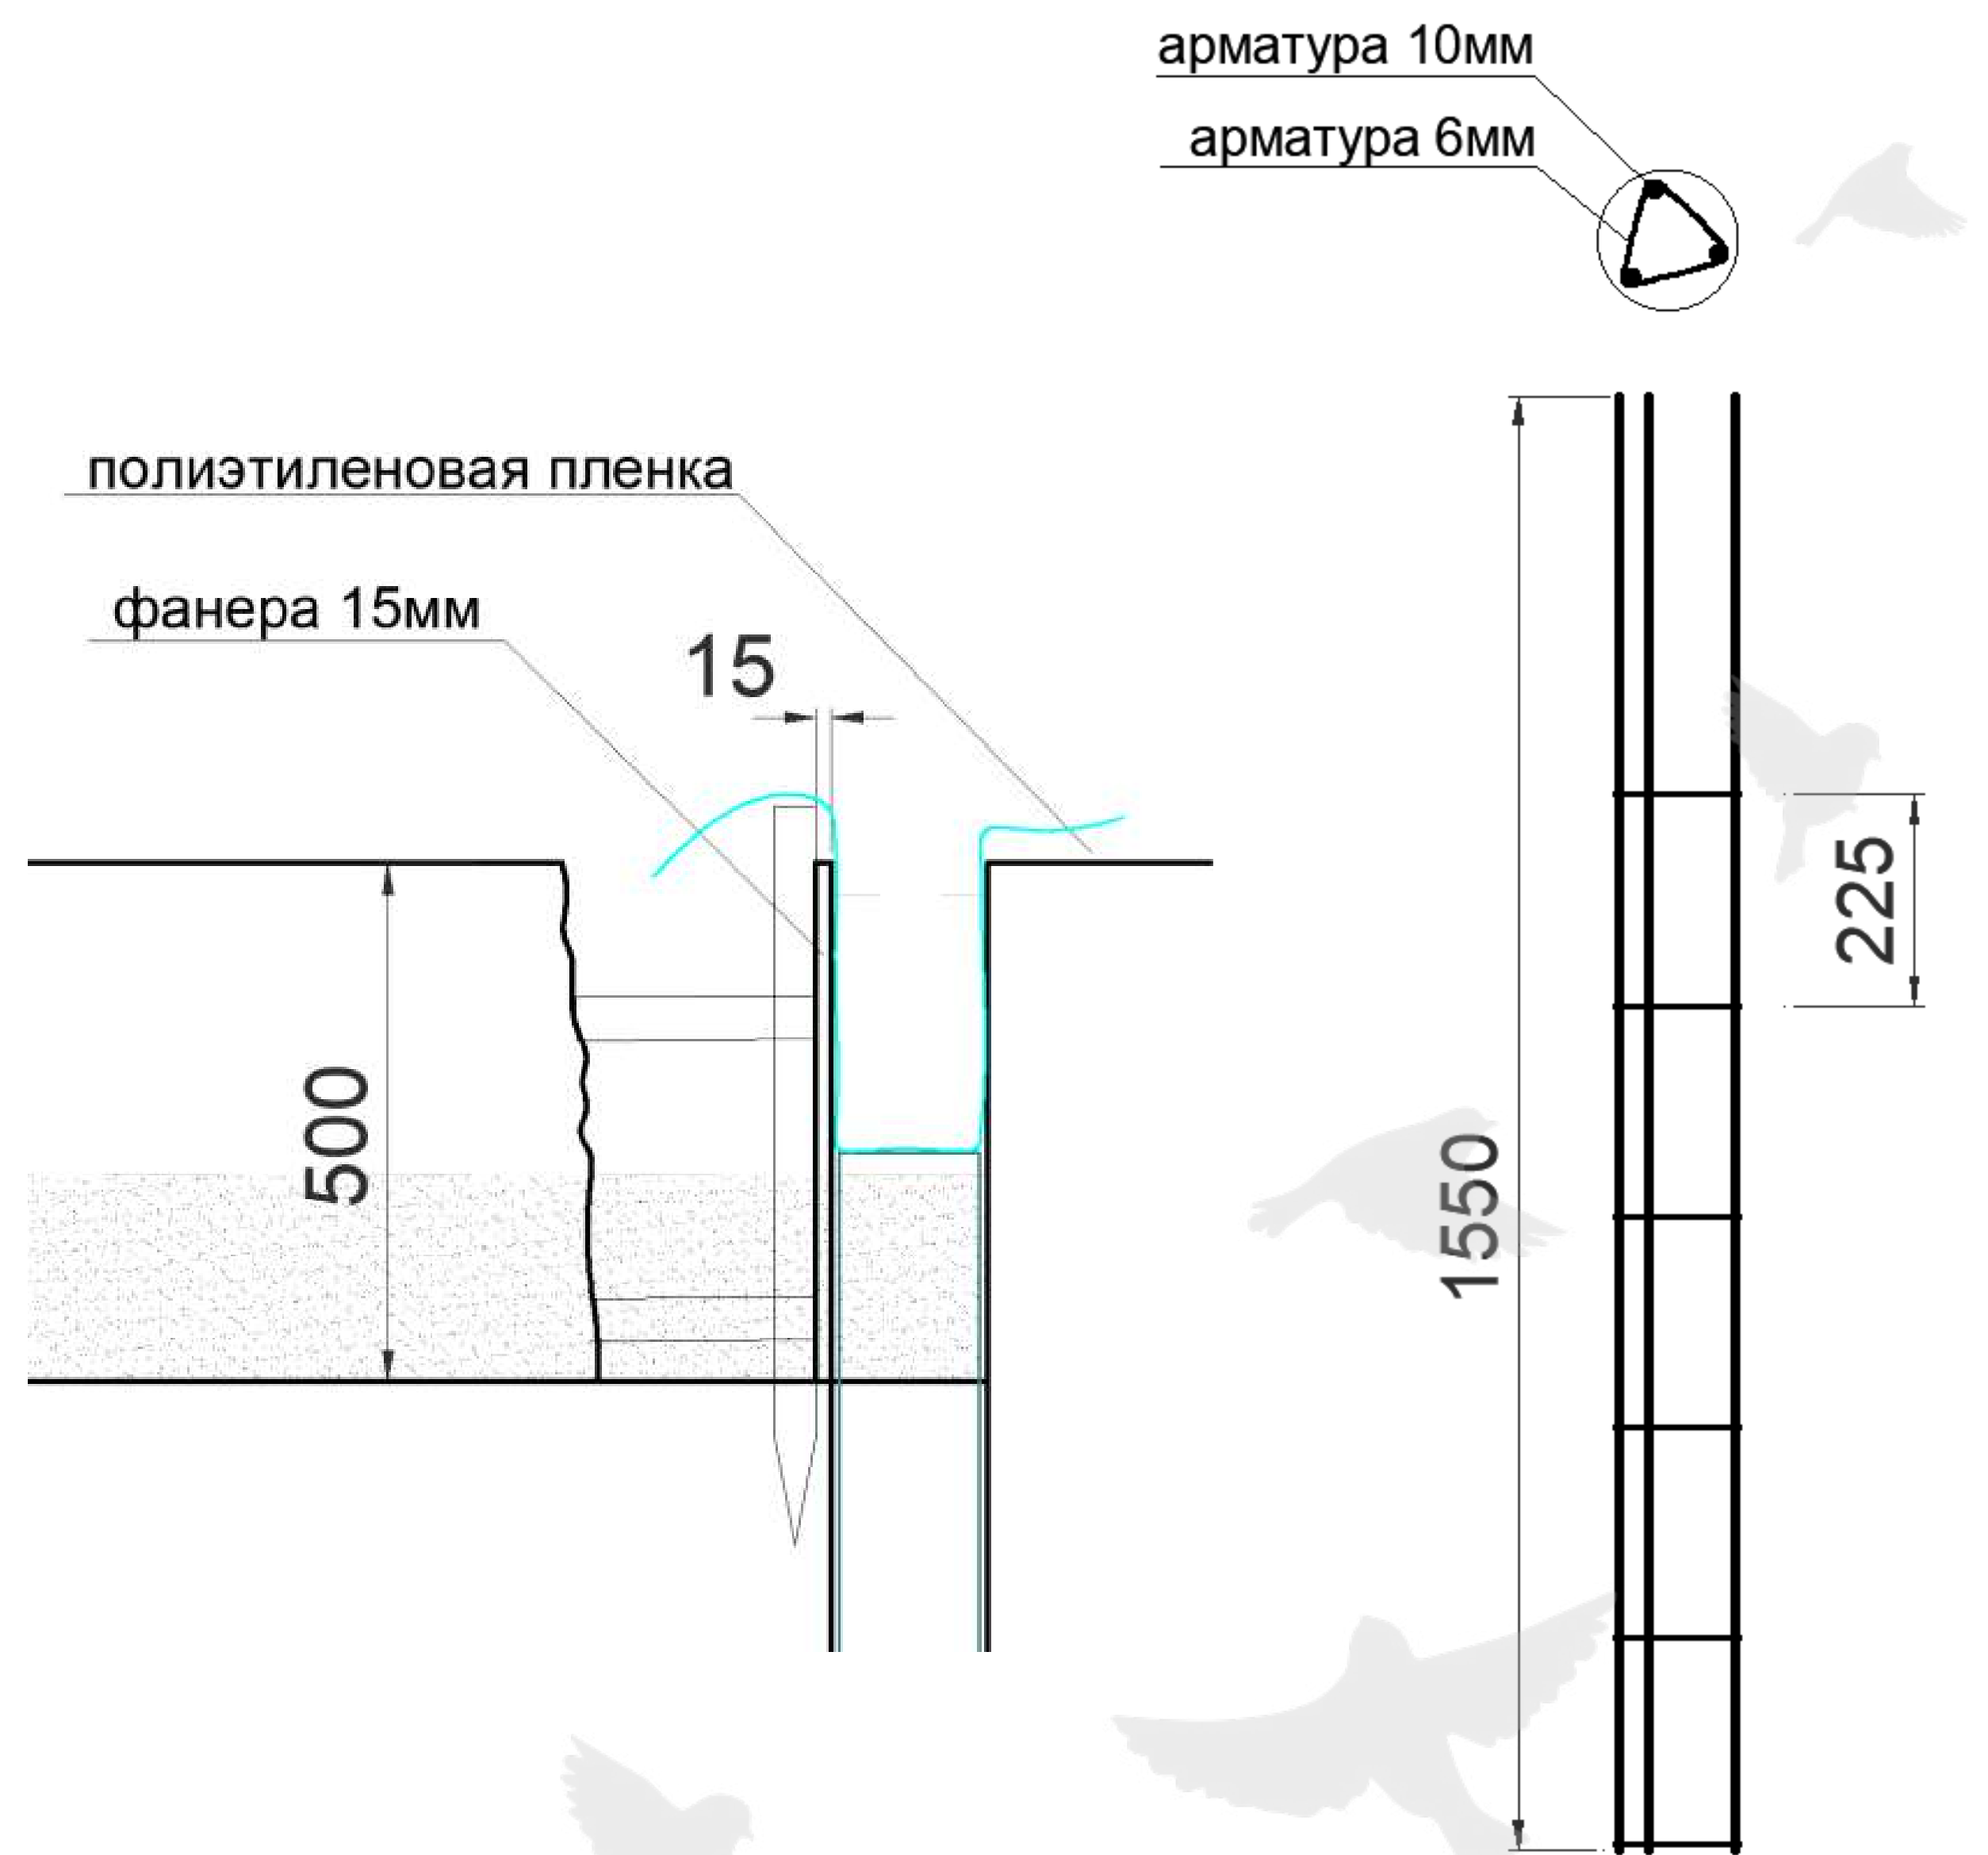 арматура 10мм
арматура 6мм
полиэтиленовая пленка
фанера 15мм
15
500
1550
225